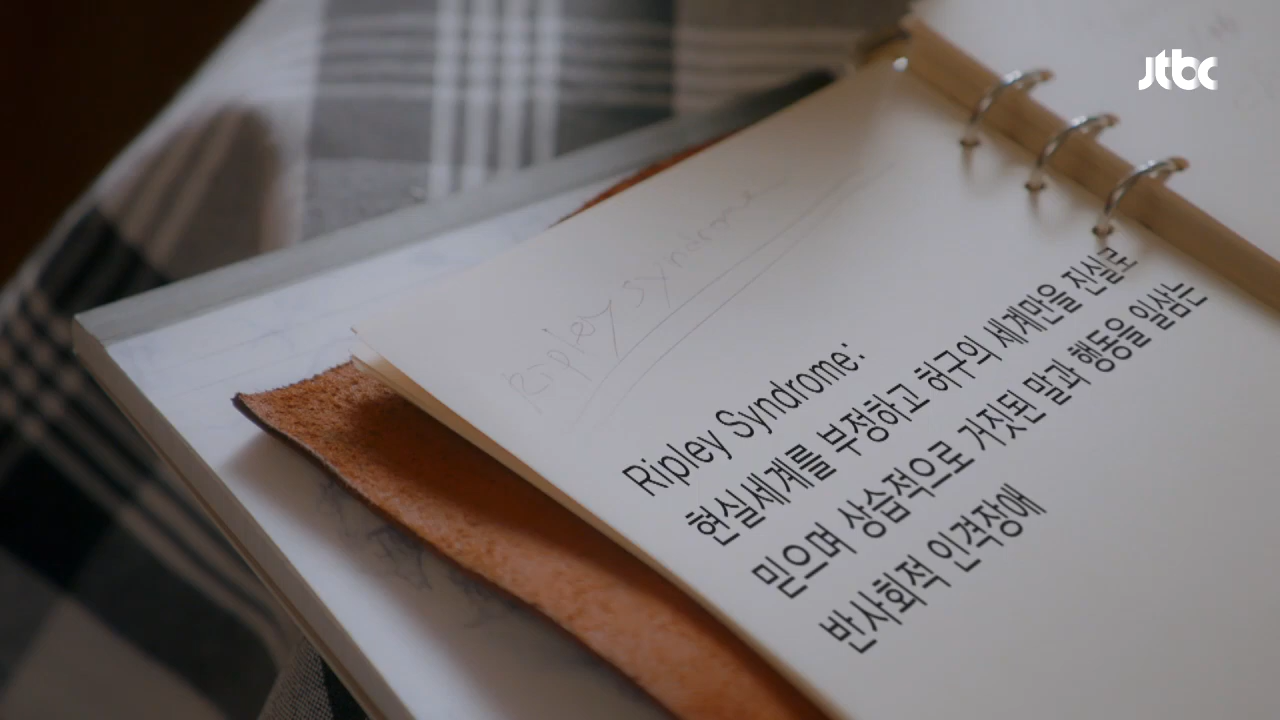 jtbc
Ripley syndrome
Ripley Syndrome:
현실세계를 부정하고 허구의 세계만을 진실로
믿으며 상습적으로 거짓된 말과 행동을 일삼는
반사회적 인격장애